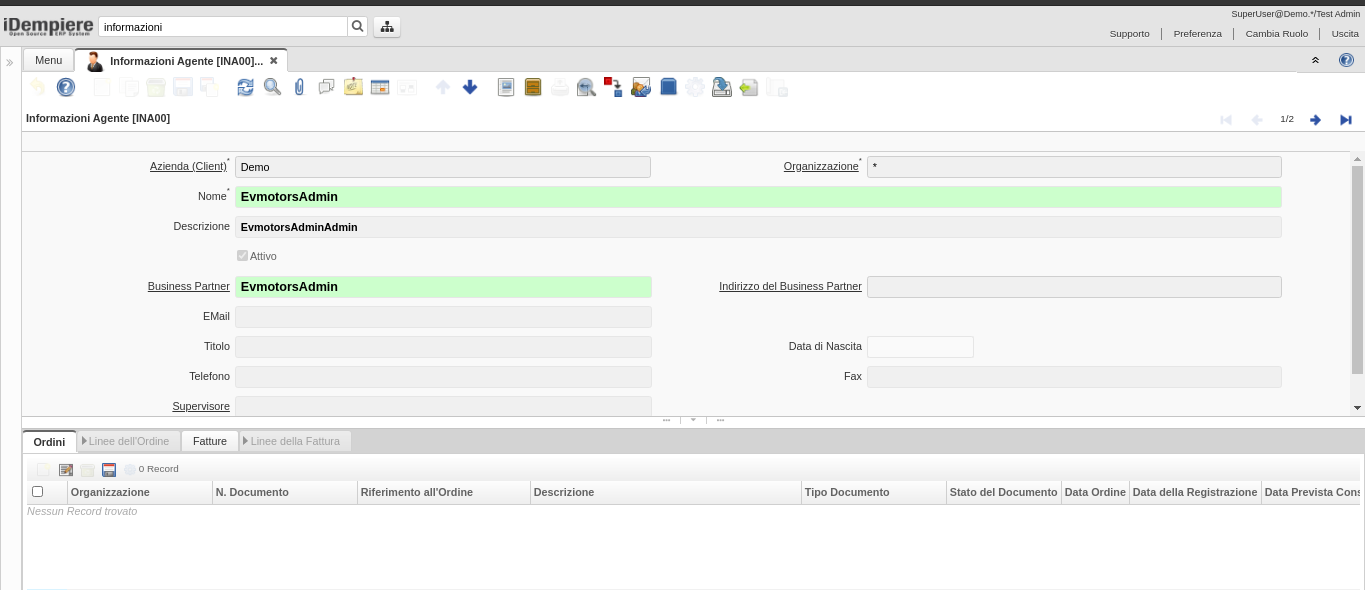 SuperUser@Demo.*/Test Admin
iDempiere
Open Source ERP System
informazioni
Supporto
Preferenza
Cambia Ruolo
Uscita
Menu
Informazioni Agente [INA00]...
Informazioni Agente [INA00]
1/2
Azienda (Client)*
Demo
Organizzazione*
*
Nome*
EvmotorsAdmin
Descrizione
EvmotorsAdminAdmin
Attivo
Business Partner
EvmotorsAdmin
Indirizzo del Business Partner
EMail
Titolo
Data di Nascita
Telefono
Fax
Supervisore
Ordini
Linee dell'Ordine
Fatture
Linee della Fattura
0 Record
Organizzazione
N. Documento
Riferimento all'Ordine
Descrizione
Tipo Documento
Stato del Documento
Data Ordine
Data della Registrazione
Data Prevista Cons
Nessun Record trovato